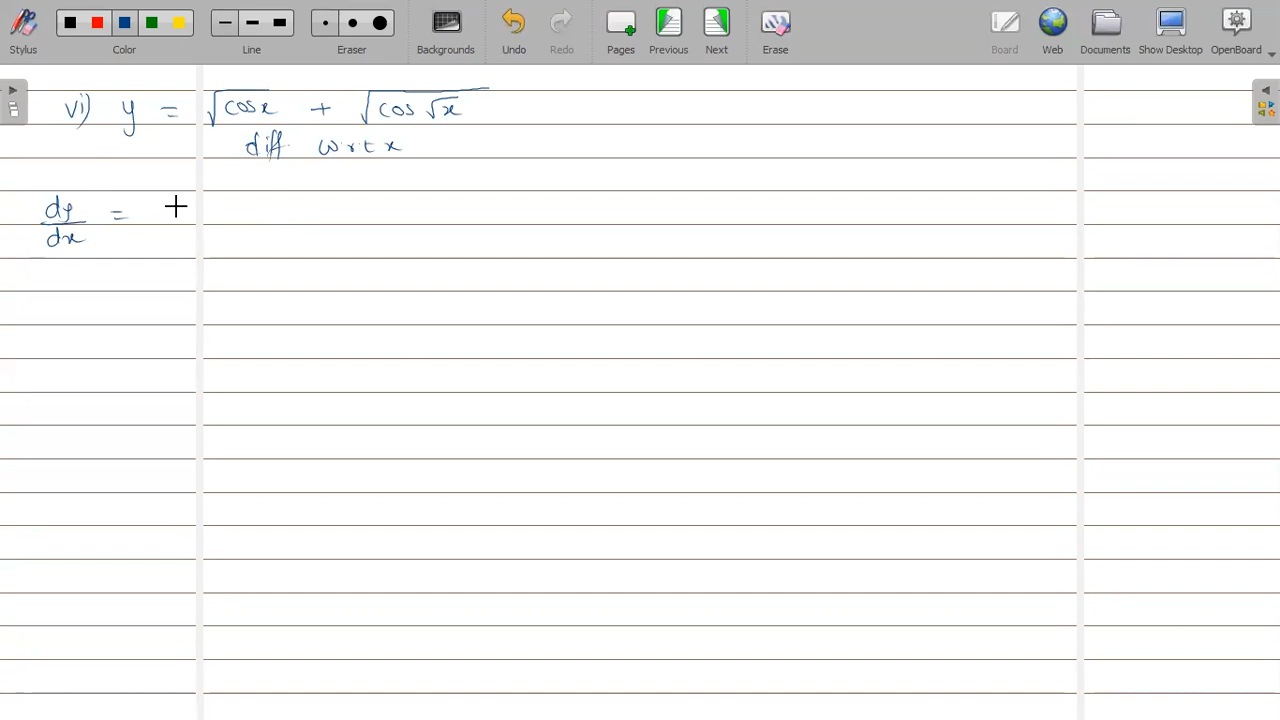 Stylus Color Line Eraser Backgrounds Undo Redo Pages Previous Next Erase Board Web Documents Show Desktop OpenBoard
vi) y = √cosx + √cos √x
diff w.r.t x
dy/dx =